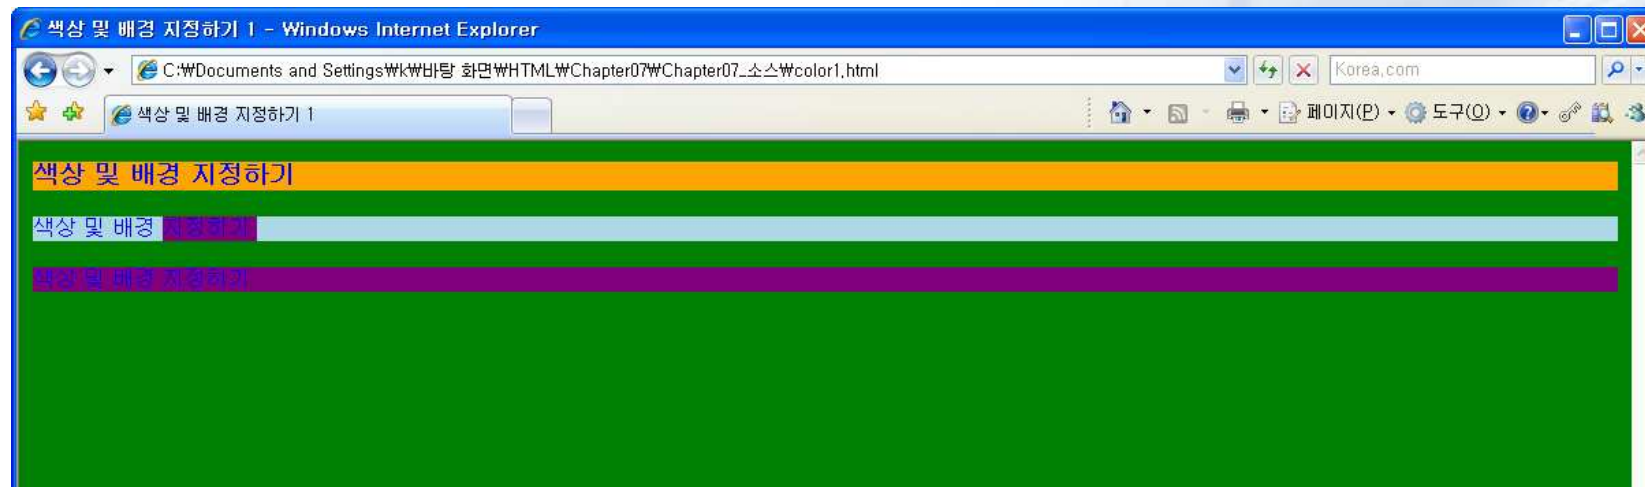 색상 및 배경 지정하기 1 - Windows Internet Explorer
C:₩Documents and Settings₩k₩바탕 화면₩HTML₩Chapter07₩Chapter07_소스₩color1.html
Korea.com
색상 및 배경 지정하기 1
페이지(P)
도구(O)
색상 및 배경 지정하기
색상 및 배경 지정하기
색상 및 배경 지정하기